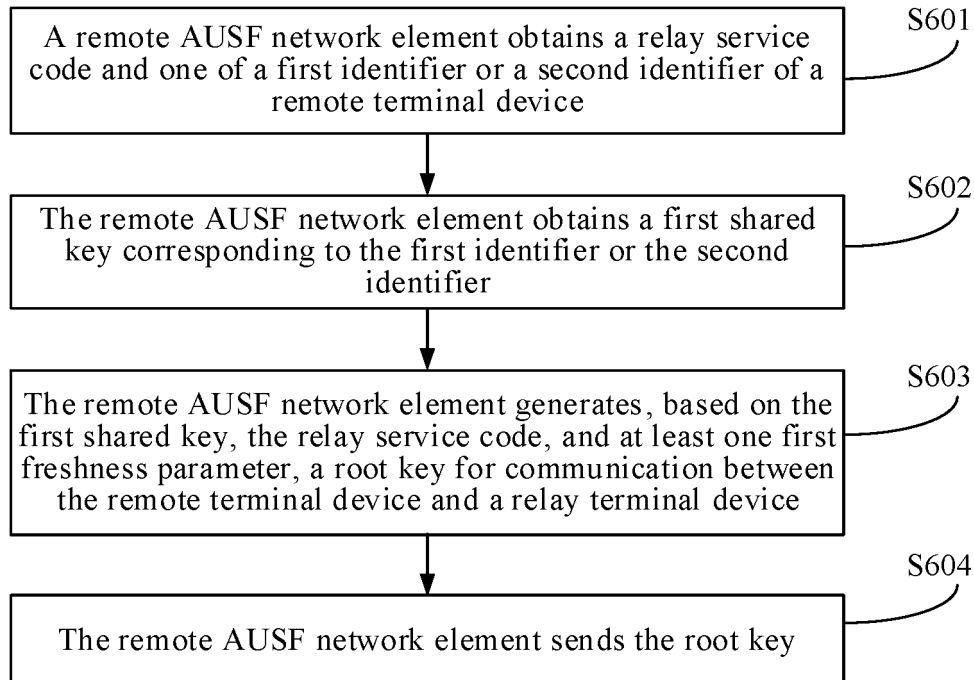 A remote AUSF network element obtains a relay service
code and one of a first identifier or a second identifier of a
remote terminal device
S601
The remote AUSF network element obtains a first shared
key corresponding to the first identifier or the second
identifier
S602
The remote AUSF network element generates, based on the
first shared key, the relay service code, and at least one first
freshness parameter, a root key for communication between
the remote terminal device and a relay terminal device
S603
The remote AUSF network element sends the root key
S604